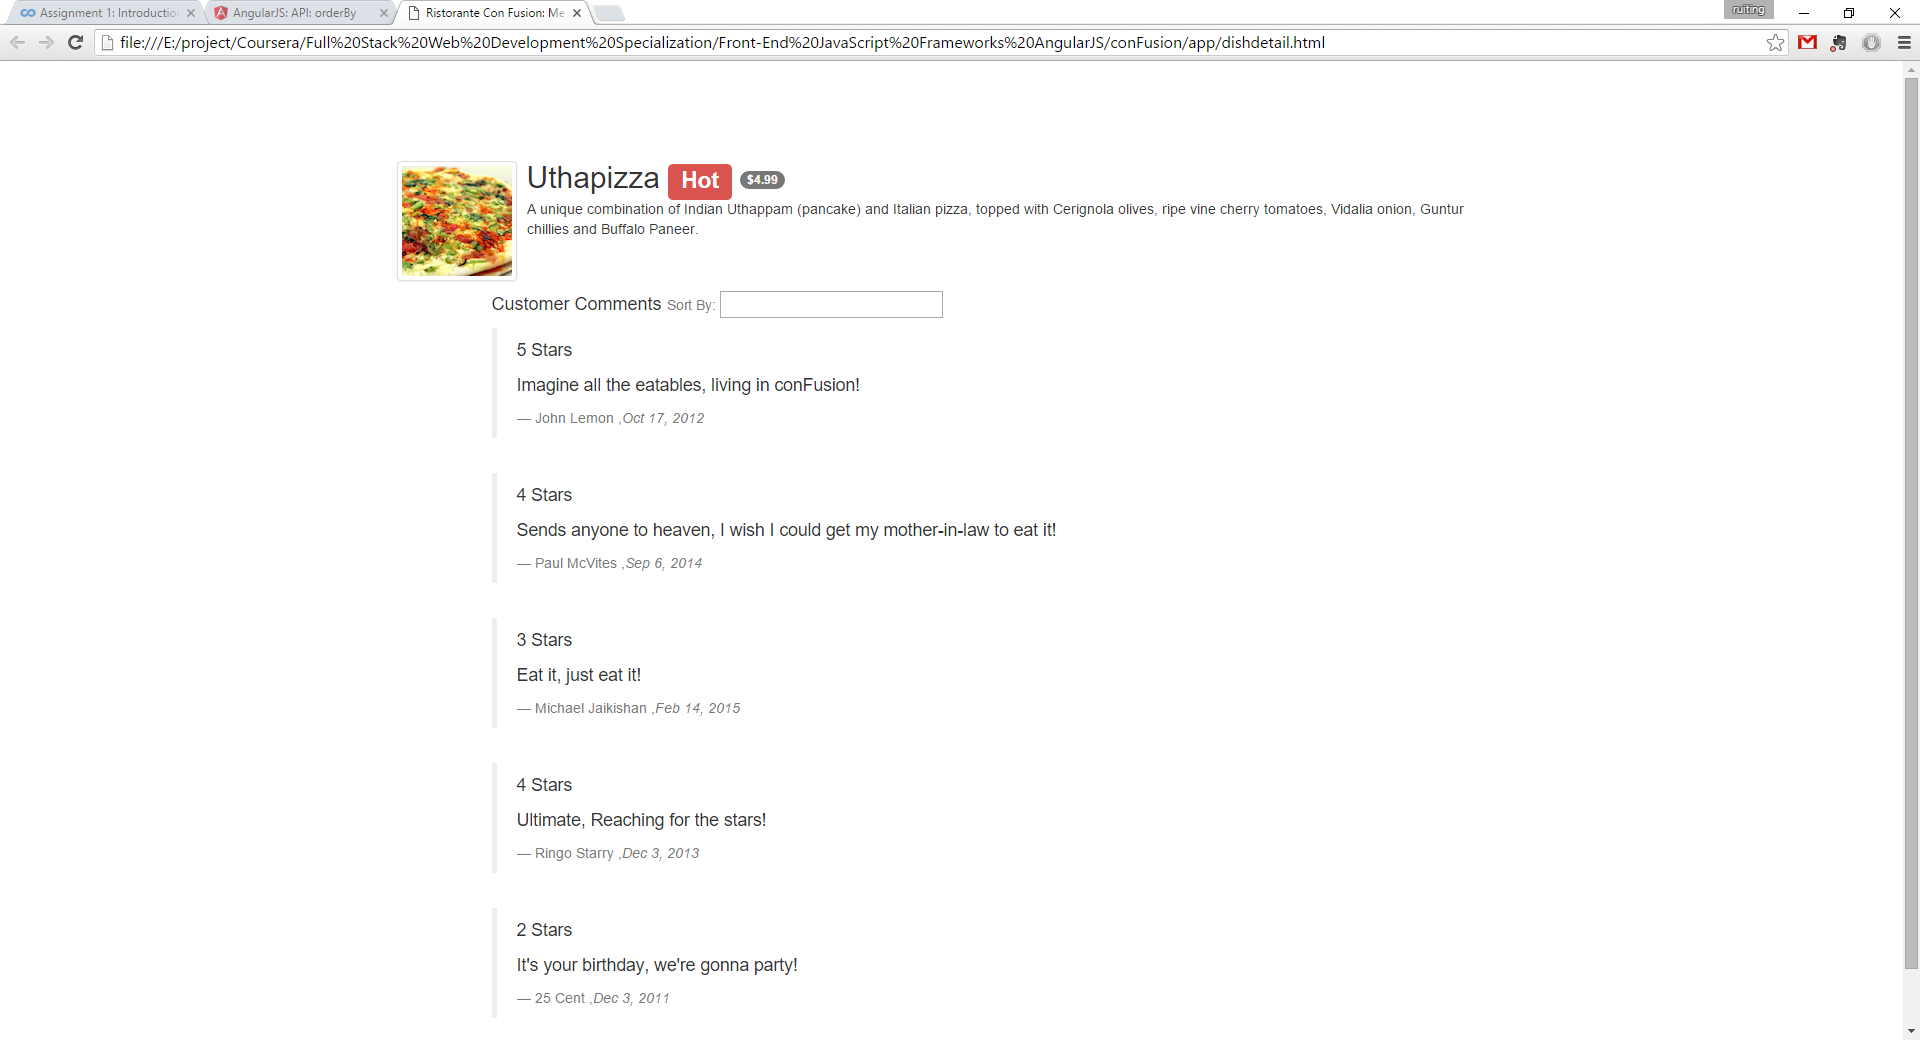 Assignment 1: Introductio
AngularJS: API: orderBy
Ristorante Con Fusion: Me
ruiting
file:///E:/project/Coursera/Full%20Stack%20Web%20Development%20Specialization/Front-End%20JavaScript%20Frameworks%20AngularJS/conFusion/app/dishdetail.html
Uthapizza Hot $4.99
A unique combination of Indian Uthappam (pancake) and Italian pizza, topped with Cerignola olives, ripe vine cherry tomatoes, Vidalia onion, Guntur
chillies and Buffalo Paneer.
Customer Comments Sort By:
5 Stars
Imagine all the eatables, living in conFusion!
— John Lemon ,Oct 17, 2012
4 Stars
Sends anyone to heaven, I wish I could get my mother-in-law to eat it!
— Paul McVites ,Sep 6, 2014
3 Stars
Eat it, just eat it!
— Michael Jaikishan ,Feb 14, 2015
4 Stars
Ultimate, Reaching for the stars!
— Ringo Starry ,Dec 3, 2013
2 Stars
It's your birthday, we're gonna party!
— 25 Cent ,Dec 3, 2011